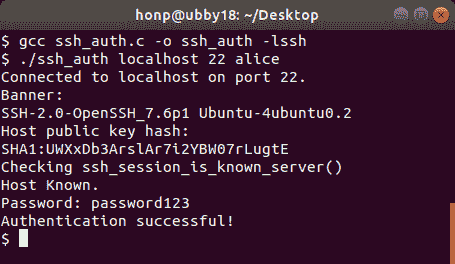 honp@ubby18: ~/Desktop
$ gcc ssh_auth.c -o ssh_auth -lssh
$ ./ssh_auth localhost 22 alice
Connected to localhost on port 22.
Banner:
SSH-2.0-OpenSSH_7.6p1 Ubuntu-4ubuntu0.2
Host public key hash:
SHA1:UWXxDb3ArslAr7i2YBW07rLugtE
Checking ssh_session_is_known_server()
Host Known.
Password: password123
Authentication successful!
$